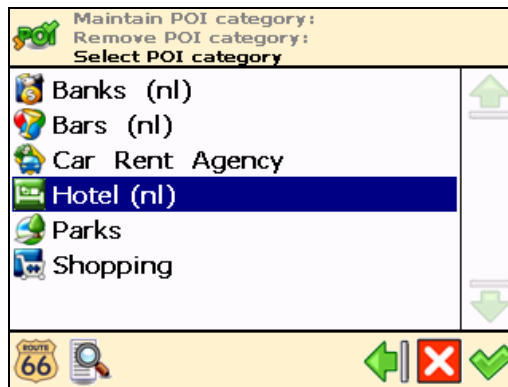 POI
Maintain POI category:
Remove POI category:
Select POI category
Banks (nl)
Bars (nl)
Car Rent Agency
Hotel (nl)
Parks
Shopping
ROUTE
66